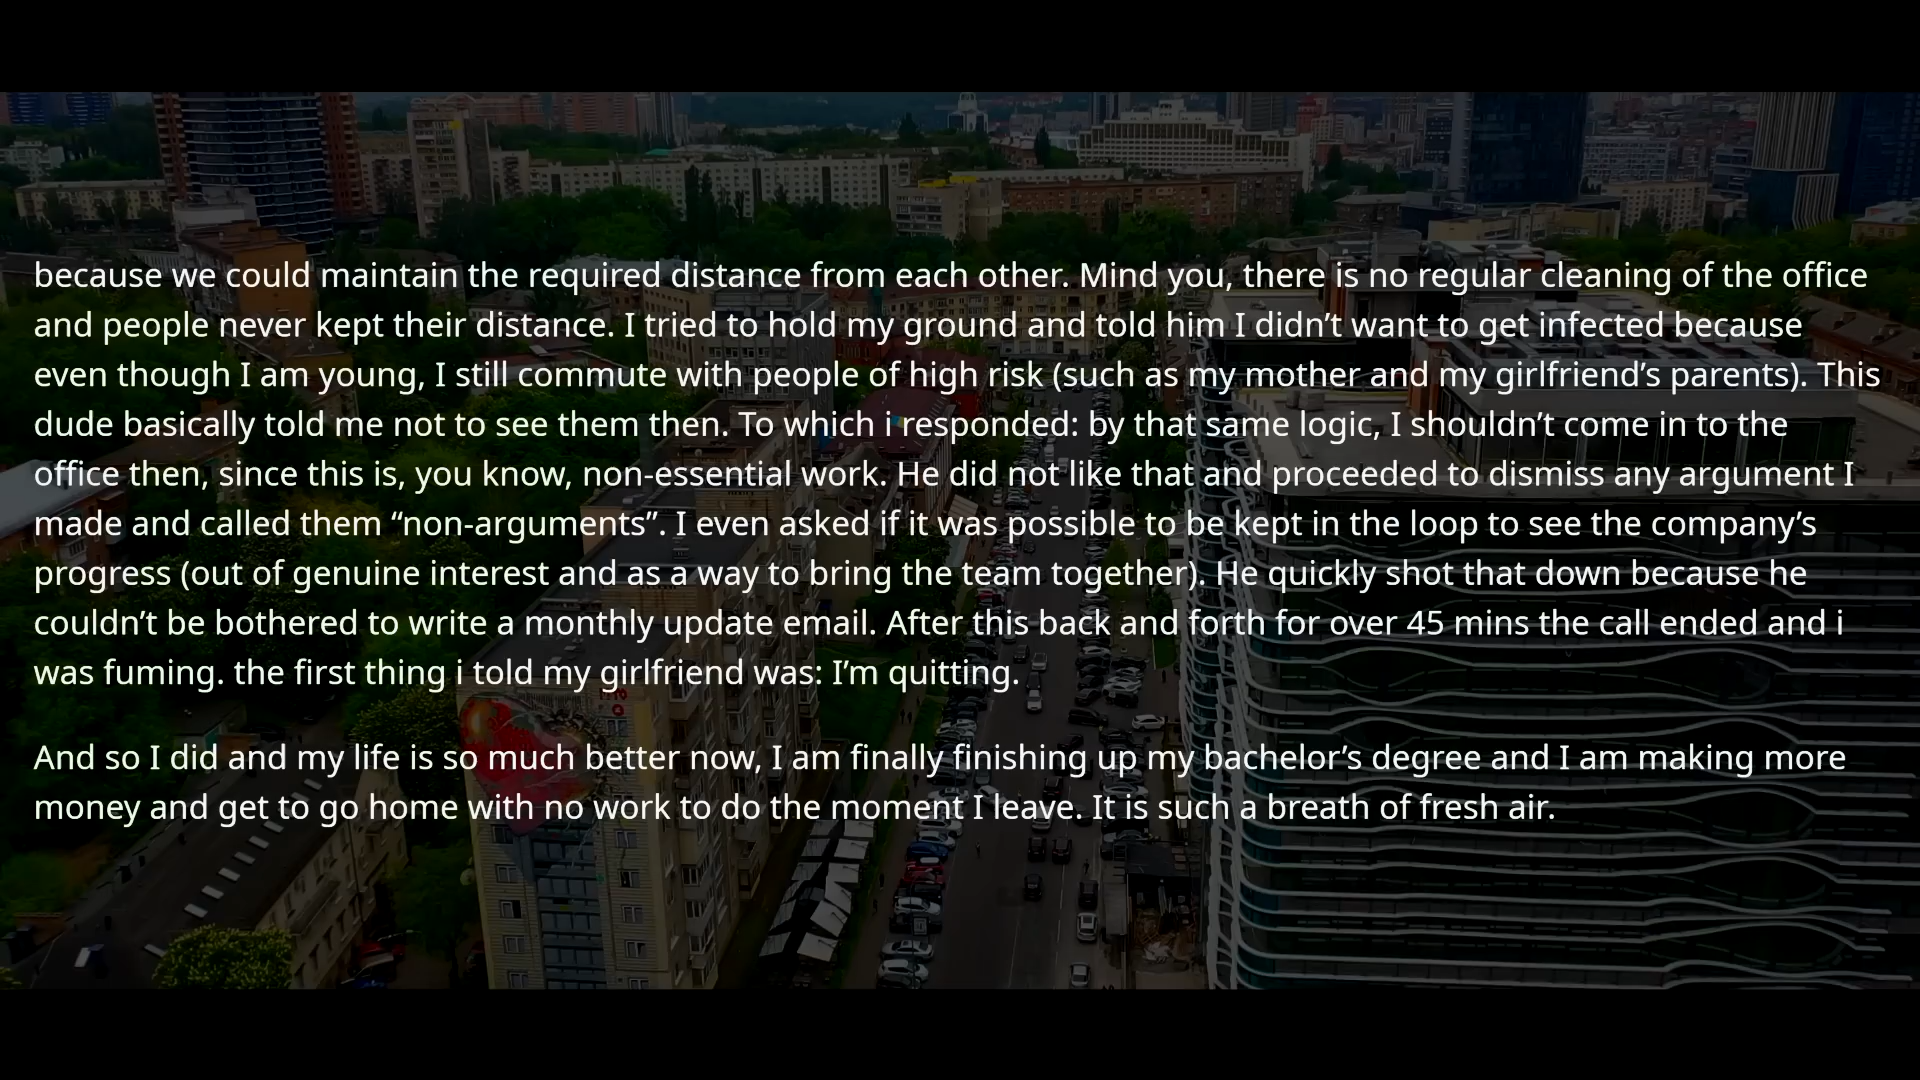 because we could maintain the required distance from each other. Mind you, there is no regular cleaning of the office
and people never kept their distance. I tried to hold my ground and told him I didn’t want to get infected because
even though I am young, I still commute with people of high risk (such as my mother and my girlfriend’s parents). This
dude basically told me not to see them then. To which i responded: by that same logic, I shouldn’t come in to the
office then, since this is, you know, non-essential work. He did not like that and proceeded to dismiss any argument I
made and called them “non-arguments”. I even asked if it was possible to be kept in the loop to see the company’s
progress (out of genuine interest and as a way to bring the team together). He quickly shot that down because he
couldn’t be bothered to write a monthly update email. After this back and forth for over 45 mins the call ended and i
was fuming. the first thing i told my girlfriend was: I’m quitting.
And so I did and my life is so much better now, I am finally finishing up my bachelor’s degree and I am making more
money and get to go home with no work to do the moment I leave. It is such a breath of fresh air.